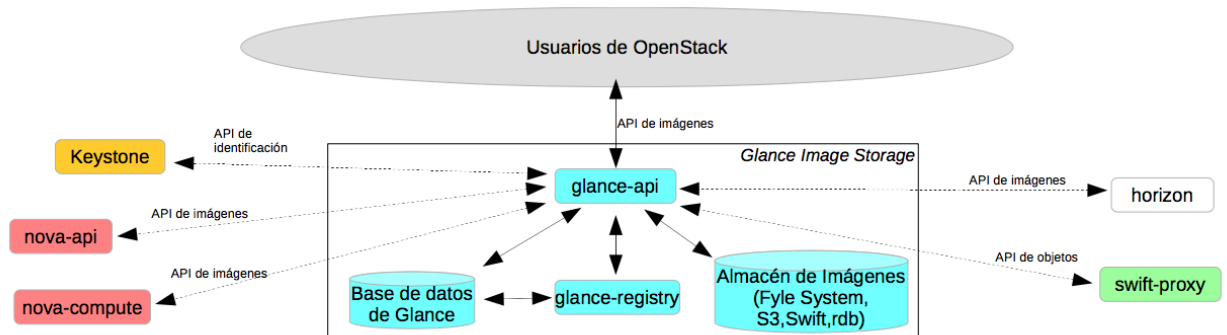 Usuarios de OpenStack
API de imágenes
API de
identificación
Keystone
Glance Image Storage
glance-api
API de imágenes
horizon
API de imágenes
nova-api
API de objetos
swift-proxy
API de imágenes
nova-compute
Base de datos
de Glance
glance-registry
Almacén de Imágenes
(Fyle System,
S3,Swift,rdb)